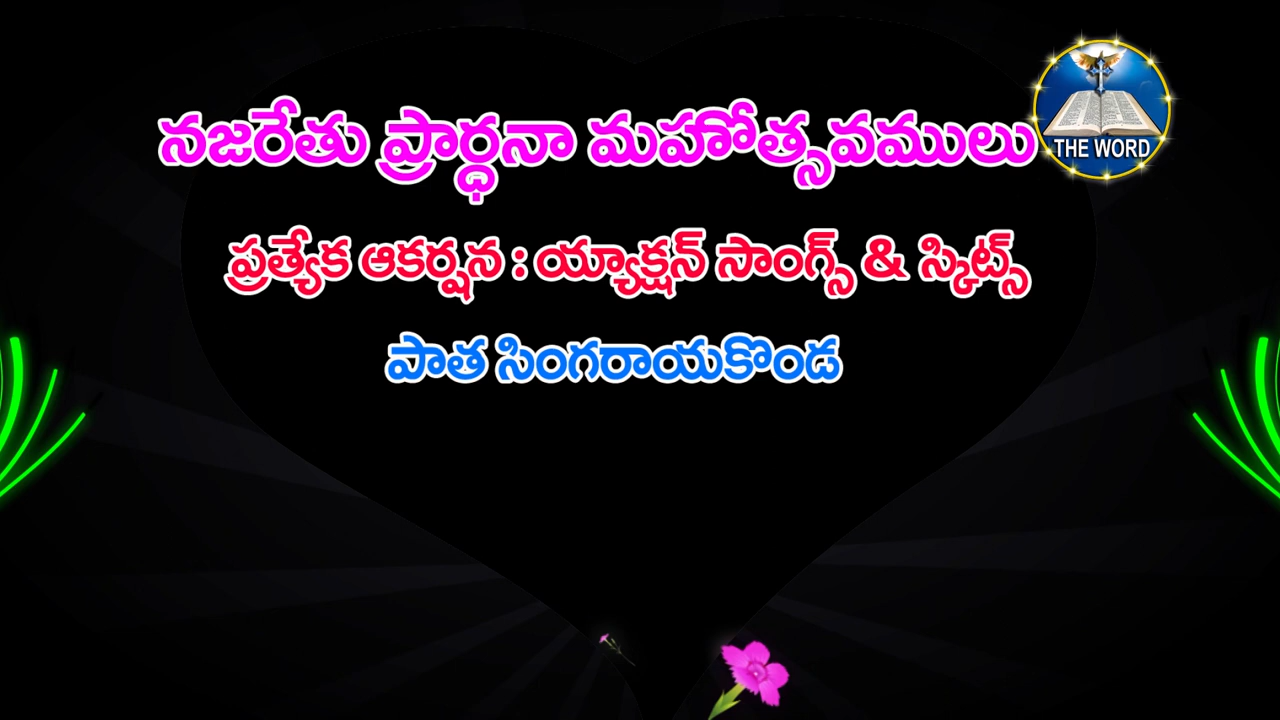 నజరేతు ప్రార్ధనా మహోత్సవములు
THE WORD
ప్రత్యేక ఆకర్షన : య్యాక్షన్ సాంగ్స్ & స్కిట్స్
పాత సింగరాయకొండ